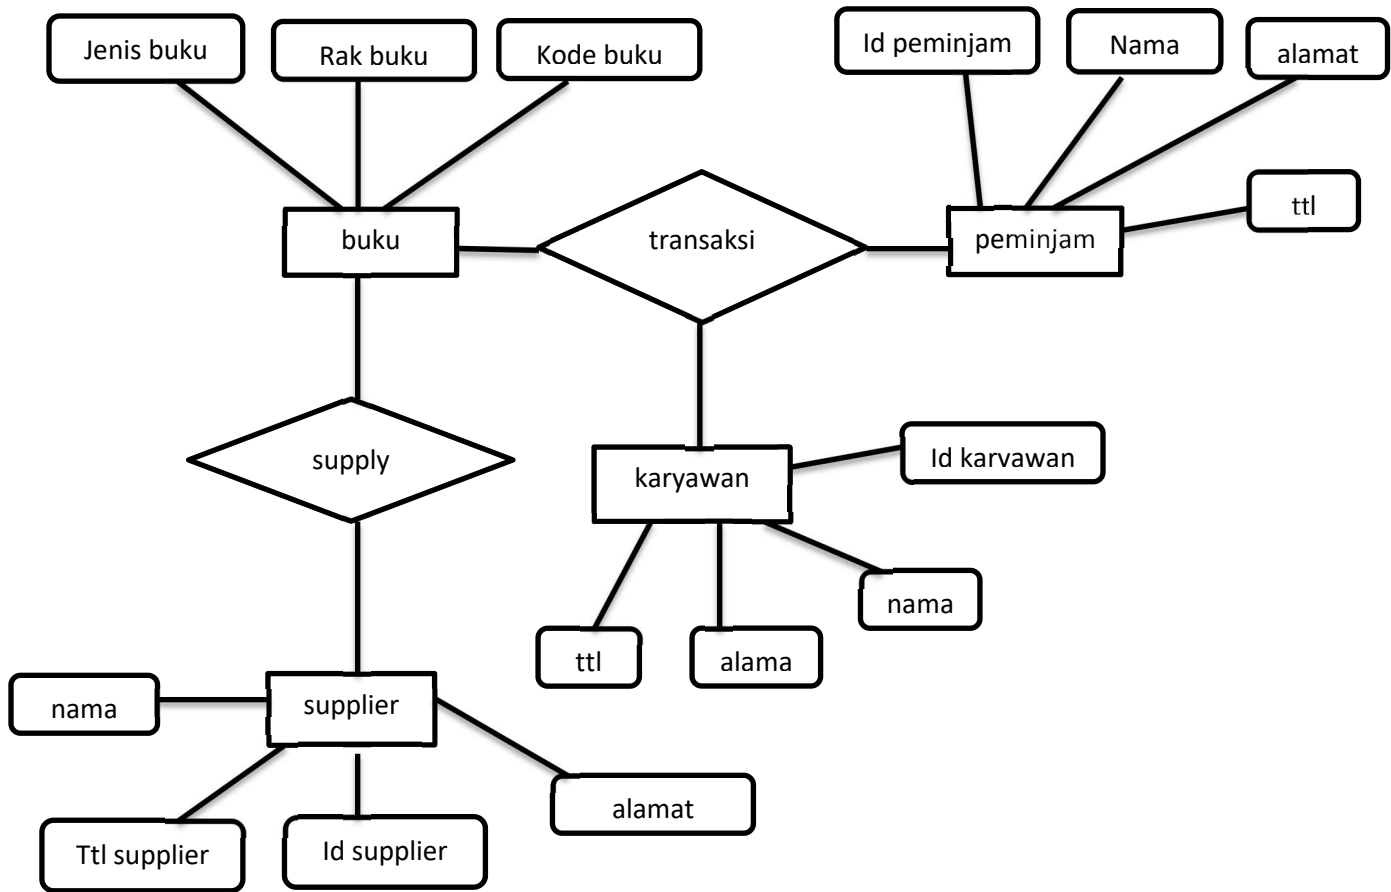 Jenis buku
Rak buku
Kode buku
Id peminjam
Nama
alamat
ttl
buku
transaksi
peminjam
supply
karyawan
Id karvawan
nama
ttl
alama
nama
supplier
alamat
Ttl supplier
Id supplier